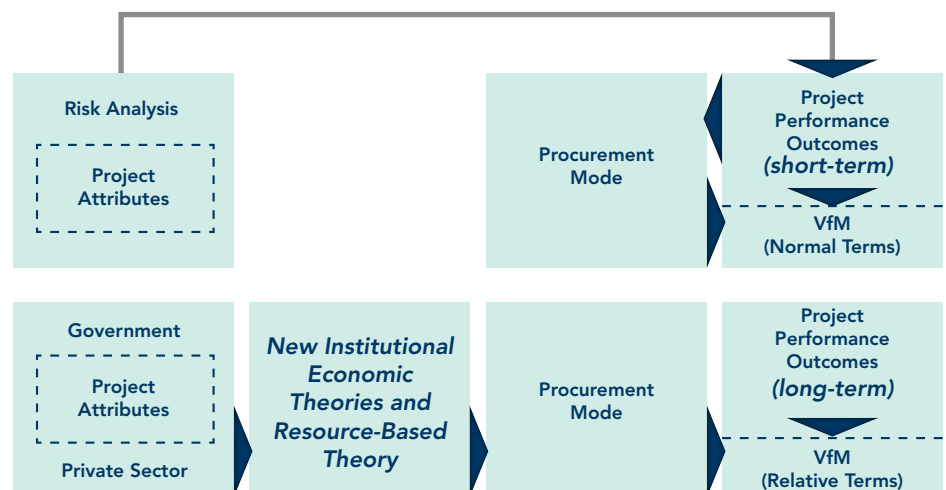 Risk Analysis
Project
Attributes
Procurement
Mode
Project
Performance
Outcomes
(short-term)
VfM
(Normal Terms)
Government
Project
Attributes
Private Sector
New Institutional
Economic
Theories and
Resource-Based
Theory
Procurement
Mode
Project
Performance
Outcomes
(long-term)
VfM
(Relative Terms)